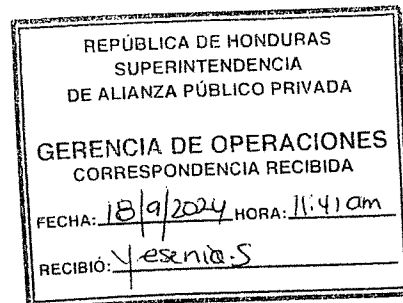 REPÚBLICA DE HONDURAS
SUPERINTENDENCIA
DE ALIANZA PÚBLICO PRIVADA
GERENCIA DE OPERACIONES
CORRESPONDENCIA RECIBIDA
FECHA: 18/9/2024 HORA: 11:41 am
RECIBIÓ: Yesenia.S